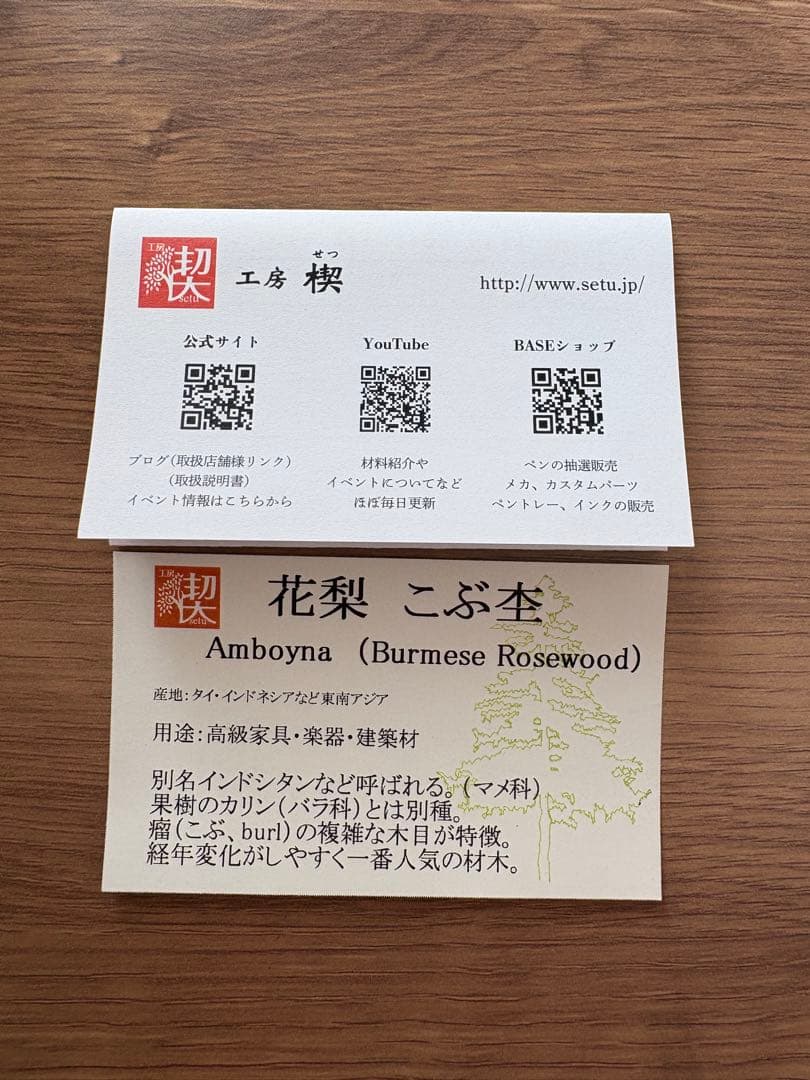 工房
楔
setu
せつ
工房 楔
http://www.setu.jp/
公式サイト
YouTube
BASEショップ
ブログ(取扱店舗様リンク)
(取扱説明書)
イベント情報はこちらから
材料紹介や
イベントについてなど
ほぼ毎日更新
ペンの抽選販売
メカ、カスタムパーツ
ペントレー、インクの販売
工房
楔
setu
花梨 こぶ杢
Amboyna (Burmese Rosewood)
産地:タイ・インドネシアなど東南アジア
用途:高級家具・楽器・建築材
別名インドシタンなど呼ばれる。(マメ科)
果樹のカリン(バラ科)とは別種。
瘤(こぶ、burl)の複雑な木目が特徴。
経年変化がしやすく一番人気の材木。